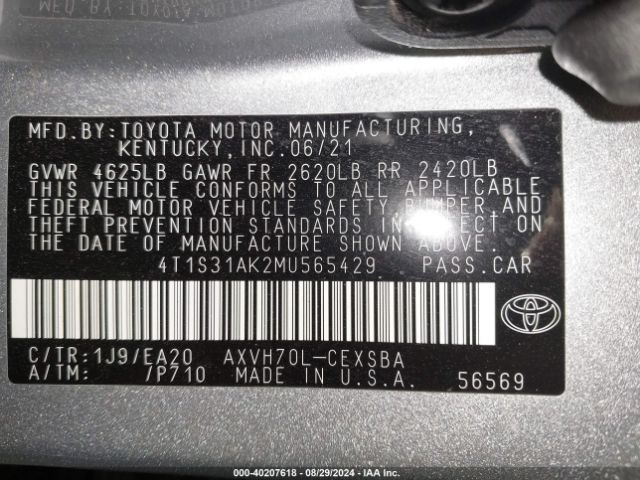 MFD.BY:TOYOTA MOTOR MANUFACTURING,
KENTUCKY,INC.06/21
GVWR 4625LB GAWR FR 2620LB RR 2420LB
THIS VEHICLE CONFORMS TO ALL APPLICABLE
FEDERAL MOTOR VEHICLE SAFETY, BUMPER, AND
THEFT PREVENTION STANDARDS IN EFFECT ON
THE DATE OF MANUFACTURE SHOWN ABOVE.
4T1S31AK2MU565429 PASS.CAR
C/TR:1J9/EA20 AXVH70L-CEXSBA
A/TM: /P710 MADE IN U.S.A. 56569
TOYOTA
000-40207618 - 08/29/2024 - IAA Inc.